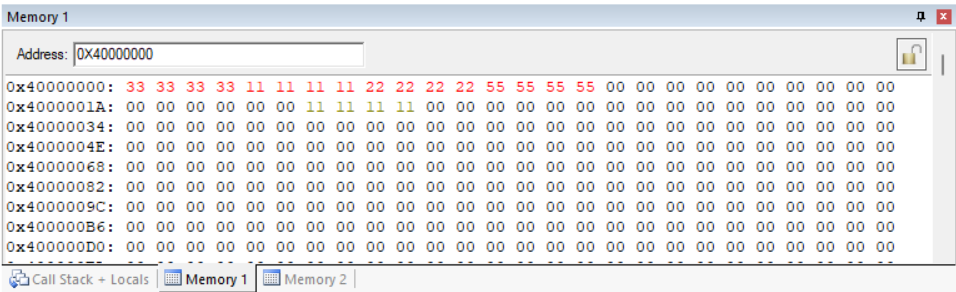 Memory 1
Address: 0X40000000
0x40000000: 33 33 33 33 11 11 11 11 22 22 22 22 55 55 55 55 00 00 00 00 00 00 00 00 00 00
0x4000001A: 00 00 00 00 00 00 11 11 11 11 00 00 00 00 00 00 00 00 00 00 00 00 00 00 00 00
0x40000034: 00 00 00 00 00 00 00 00 00 00 00 00 00 00 00 00 00 00 00 00 00 00 00 00 00 00
0x4000004E: 00 00 00 00 00 00 00 00 00 00 00 00 00 00 00 00 00 00 00 00 00 00 00 00 00 00
0x40000068: 00 00 00 00 00 00 00 00 00 00 00 00 00 00 00 00 00 00 00 00 00 00 00 00 00 00
0x40000082: 00 00 00 00 00 00 00 00 00 00 00 00 00 00 00 00 00 00 00 00 00 00 00 00 00 00
0x4000009C: 00 00 00 00 00 00 00 00 00 00 00 00 00 00 00 00 00 00 00 00 00 00 00 00 00 00
0x400000B6: 00 00 00 00 00 00 00 00 00 00 00 00 00 00 00 00 00 00 00 00 00 00 00 00 00 00
0x400000D0: 00 00 00 00 00 00 00 00 00 00 00 00 00 00 00 00 00 00 00 00 00 00 00 00 00 00
Call Stack + Locals Memory 1 Memory 2